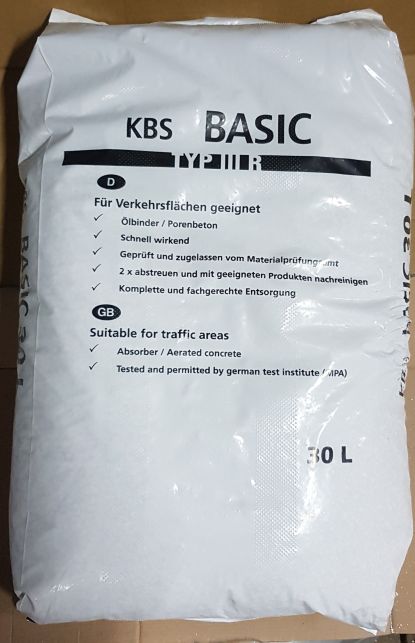 KBS BASIC
TYP III R
D
Für Verkehrsflächen geeignet
✓ Ölbinder / Porenbeton
✓ Schnell wirkend
✓ Geprüft und zugelassen vom
✓ 2 x abstreuen und mit geeigneten Produkten nachreinigen
✓ Komplette und fachgerechte Entsorgung
GB
Suitable for traffic areas
✓ Absorber / Aerated concrete
✓ Tested and permitted by german test institute
30 L
BASIC 30 L